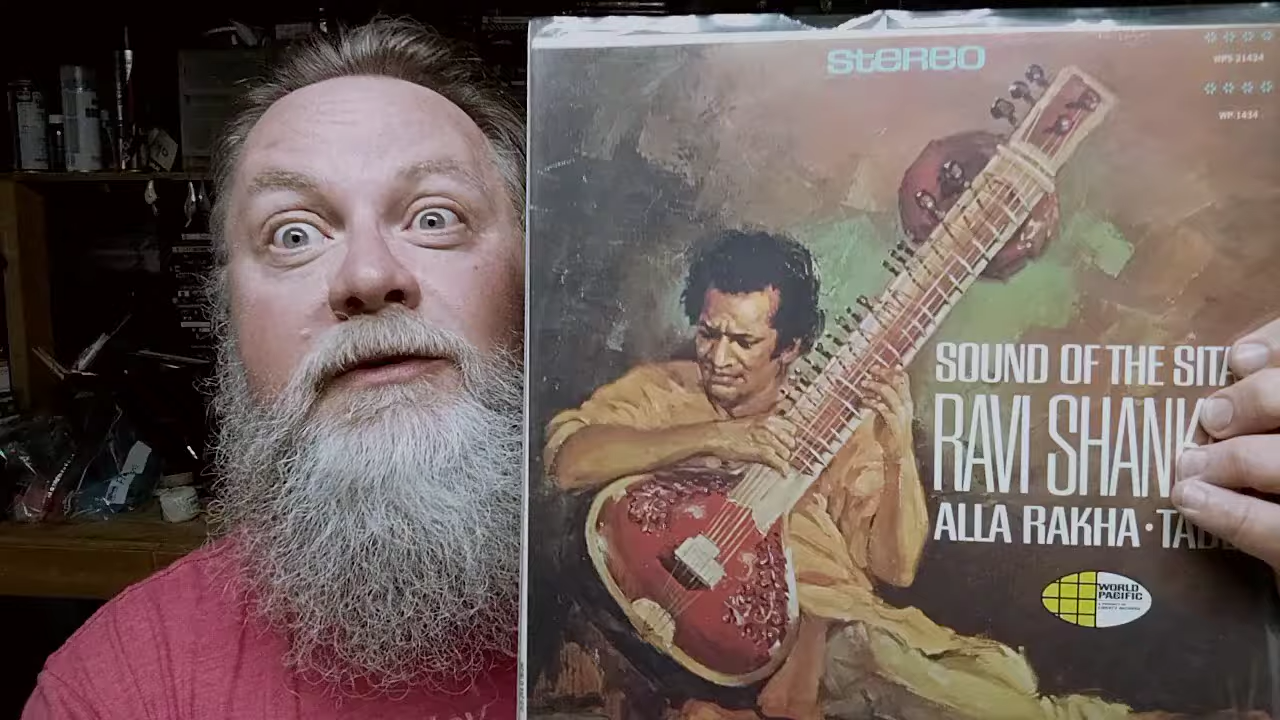 stereo
WPS 21434
WP-1434
SOUND OF THE SITA
RAVI SHANK
ALLA RAKHA · TAB
WORLD
PACIFIC